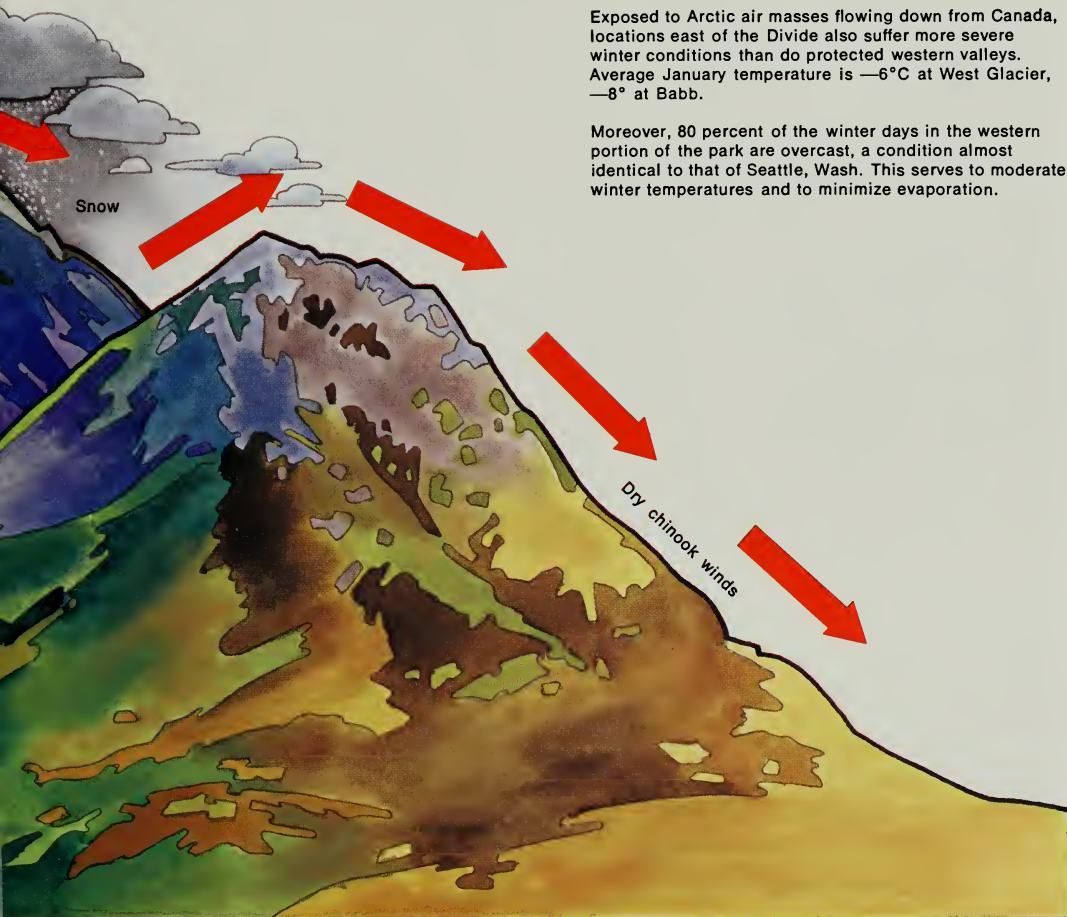 Exposed to Arctic air masses flowing down from Canada,
locations east of the Divide also suffer more severe
winter conditions than do protected western valleys.
Average January temperature is —6°C at West Glacier,
—8° at Babb.
Moreover, 80 percent of the winter days in the western
portion of the park are overcast, a condition almost
identical to that of Seattle, Wash. This serves to moderate
winter temperatures and to minimize evaporation.
Snow
Dry chinook winds